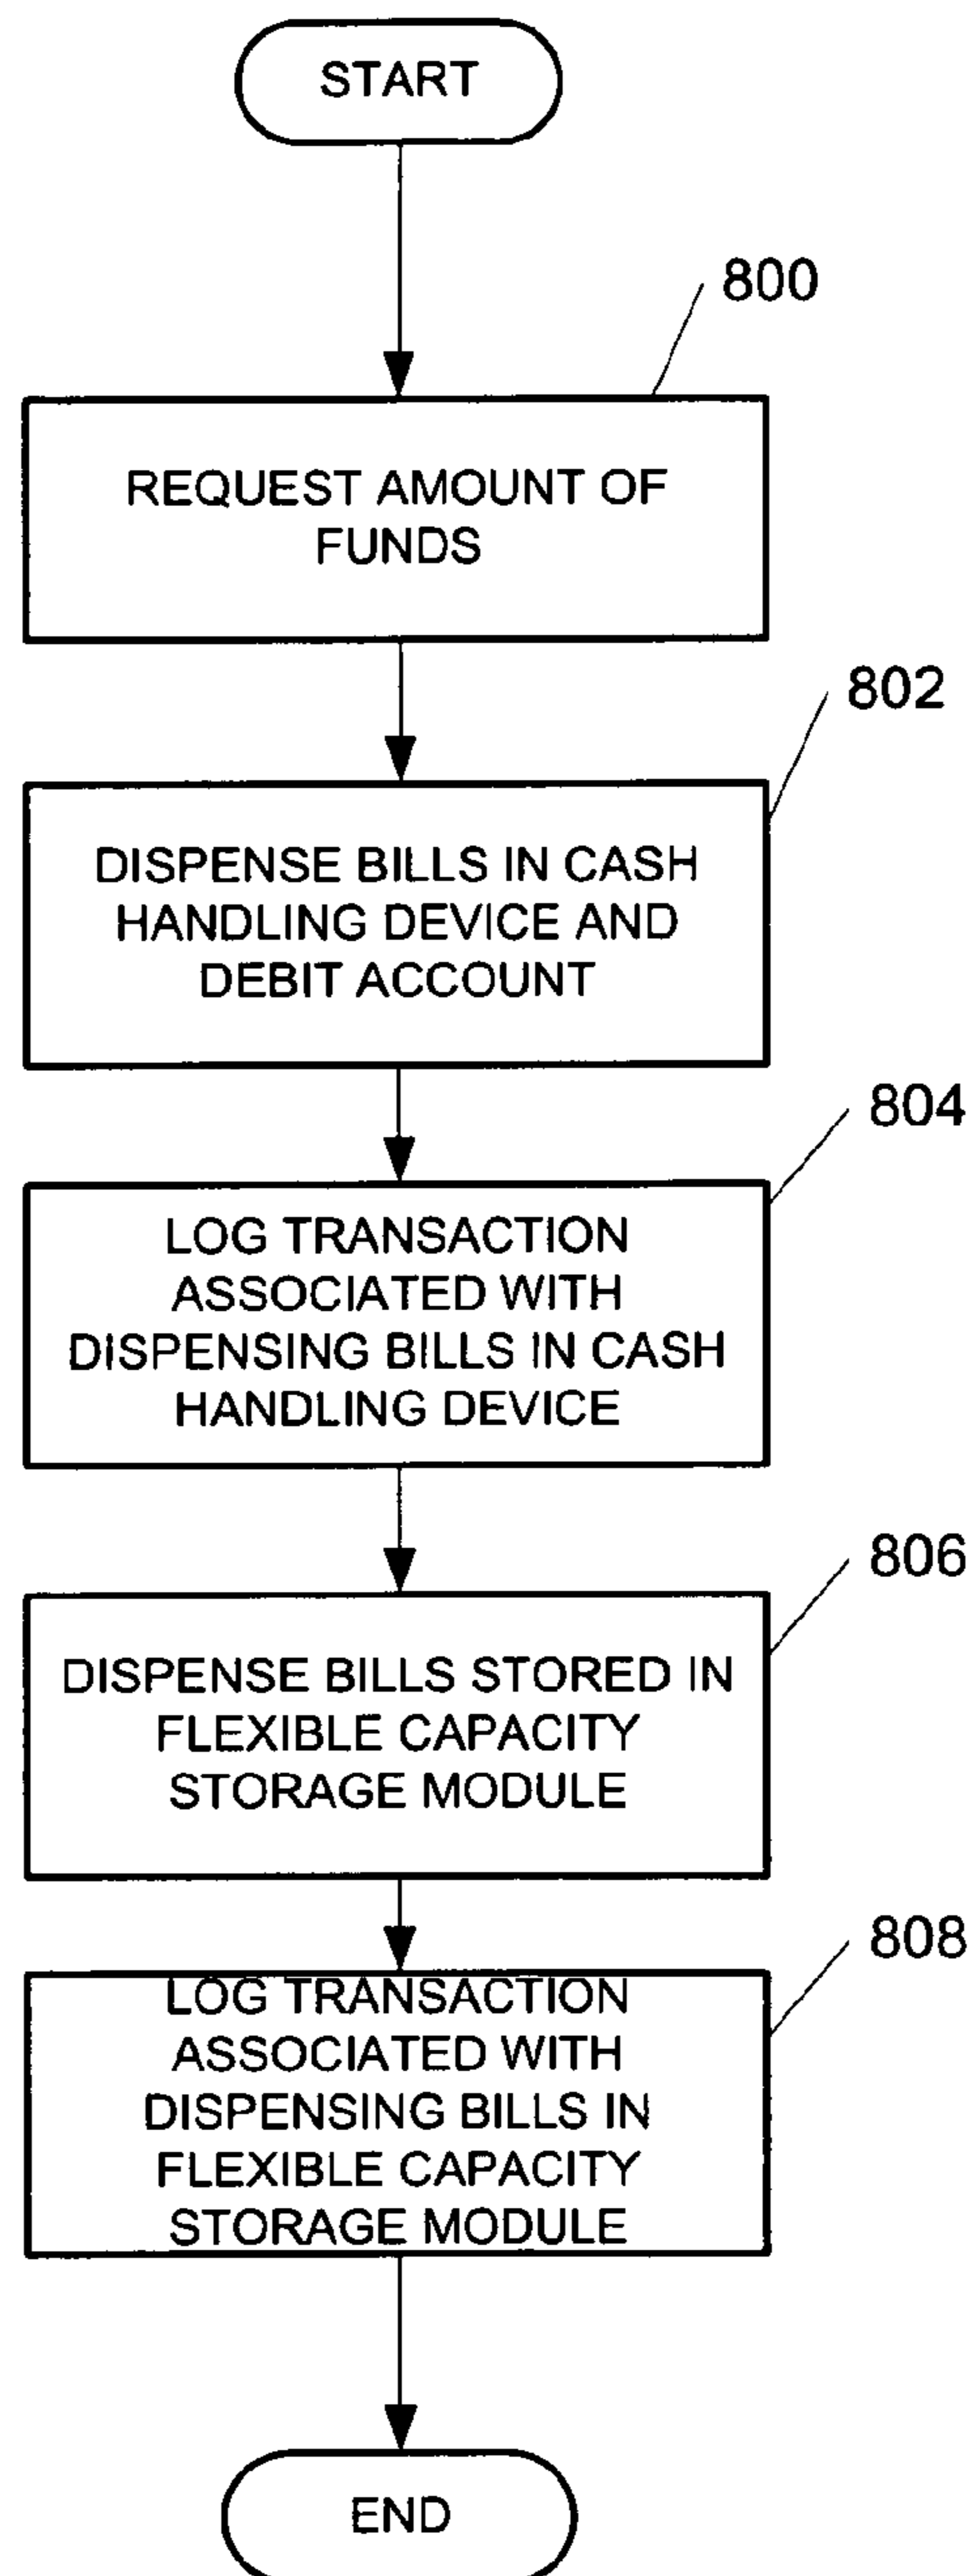 START
800
REQUEST AMOUNT OF
FUNDS
802
DISPENSE BILLS IN CASH
HANDLING DEVICE AND
DEBIT ACCOUNT
804
LOG TRANSACTION
ASSOCIATED WITH
DISPENSING BILLS IN CASH
HANDLING DEVICE
806
DISPENSE BILLS STORED IN
FLEXIBLE CAPACITY
STORAGE MODULE
808
LOG TRANSACTION
ASSOCIATED WITH
DISPENSING BILLS IN
FLEXIBLE CAPACITY
STORAGE MODULE
END